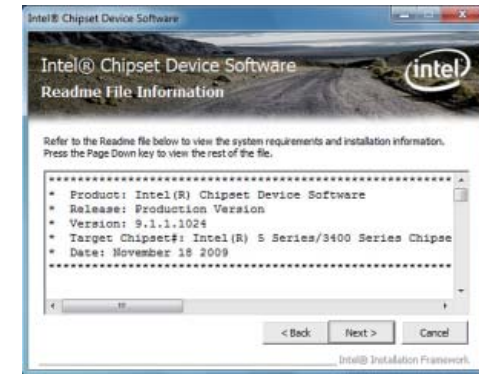 Intel® Chipset Device Software
Intel® Chipset Device Software
intel
Readme File Information
Refer to the Readme file below to view the system requirements and installation information.
Press the Page Down key to view the rest of the file.
****************************************************
* Product: Intel(R) Chipset Device Software
* Release: Production Version
* Version: 9.1.1.1024
* Target Chipset#: Intel(R) 5 Series/3400 Series Chipse
* Date: November 18 2009
****************************************************
< Back Next > Cancel
Intel® Installation Framework